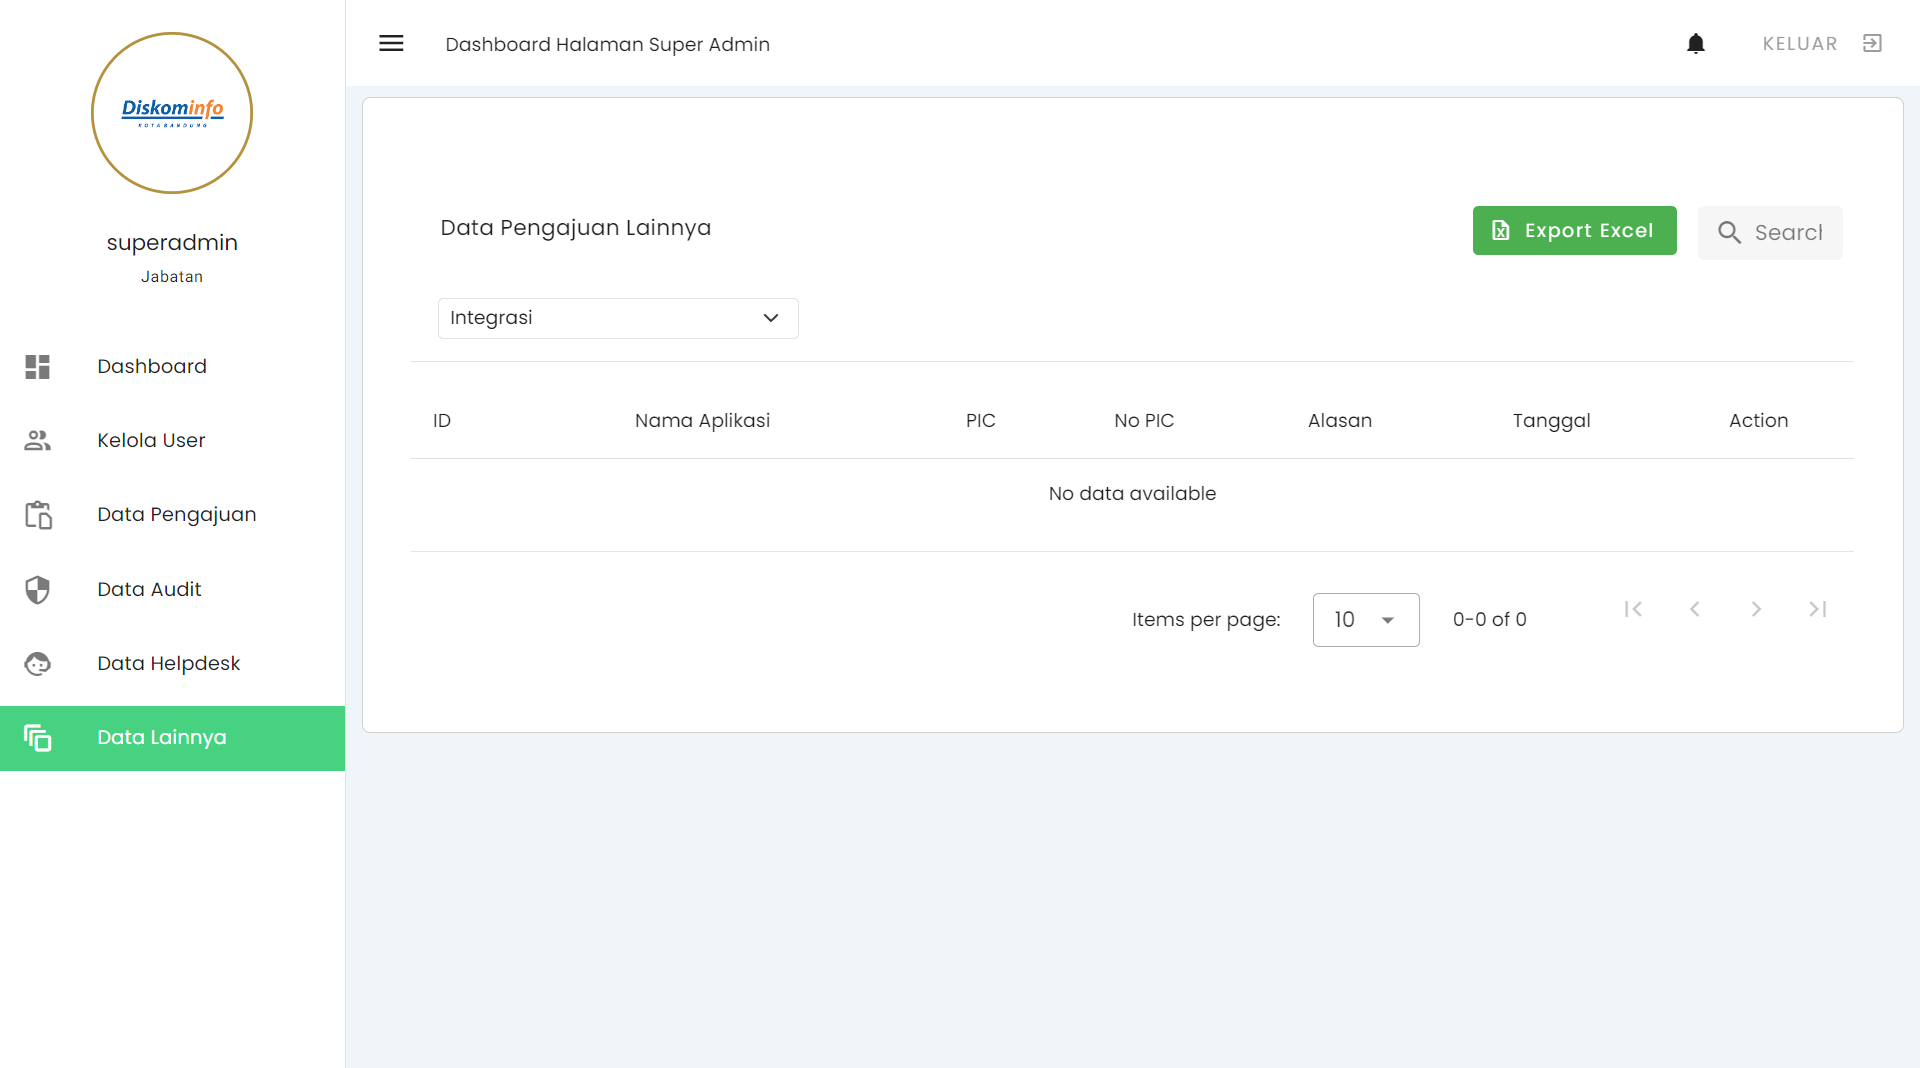 Diskominfo
KOTA BANDUNG
superadmin
Jabatan
Dashboard
Kelola User
Data Pengajuan
Data Audit
Data Helpdesk
Data Lainnya
Dashboard Halaman Super Admin
KELUAR
Data Pengajuan Lainnya
Export Excel
Search
Integrasi
ID Nama Aplikasi PIC No PIC Alasan Tanggal Action
No data available
Items per page: 10 0-0 of 0